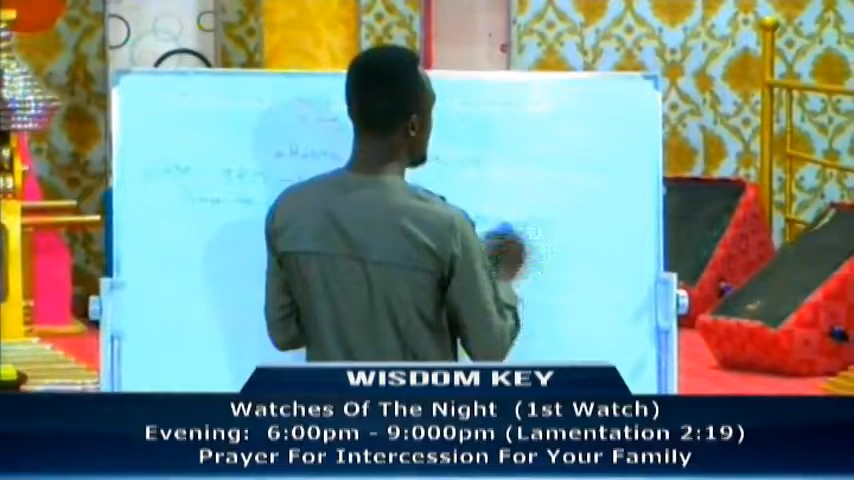 WISDOM KEY
Watches Of The Night (1st Watch)
Evening: 6:00pm - 9:000pm (Lamentation 2:19)
Prayer For Intercession For Your Family